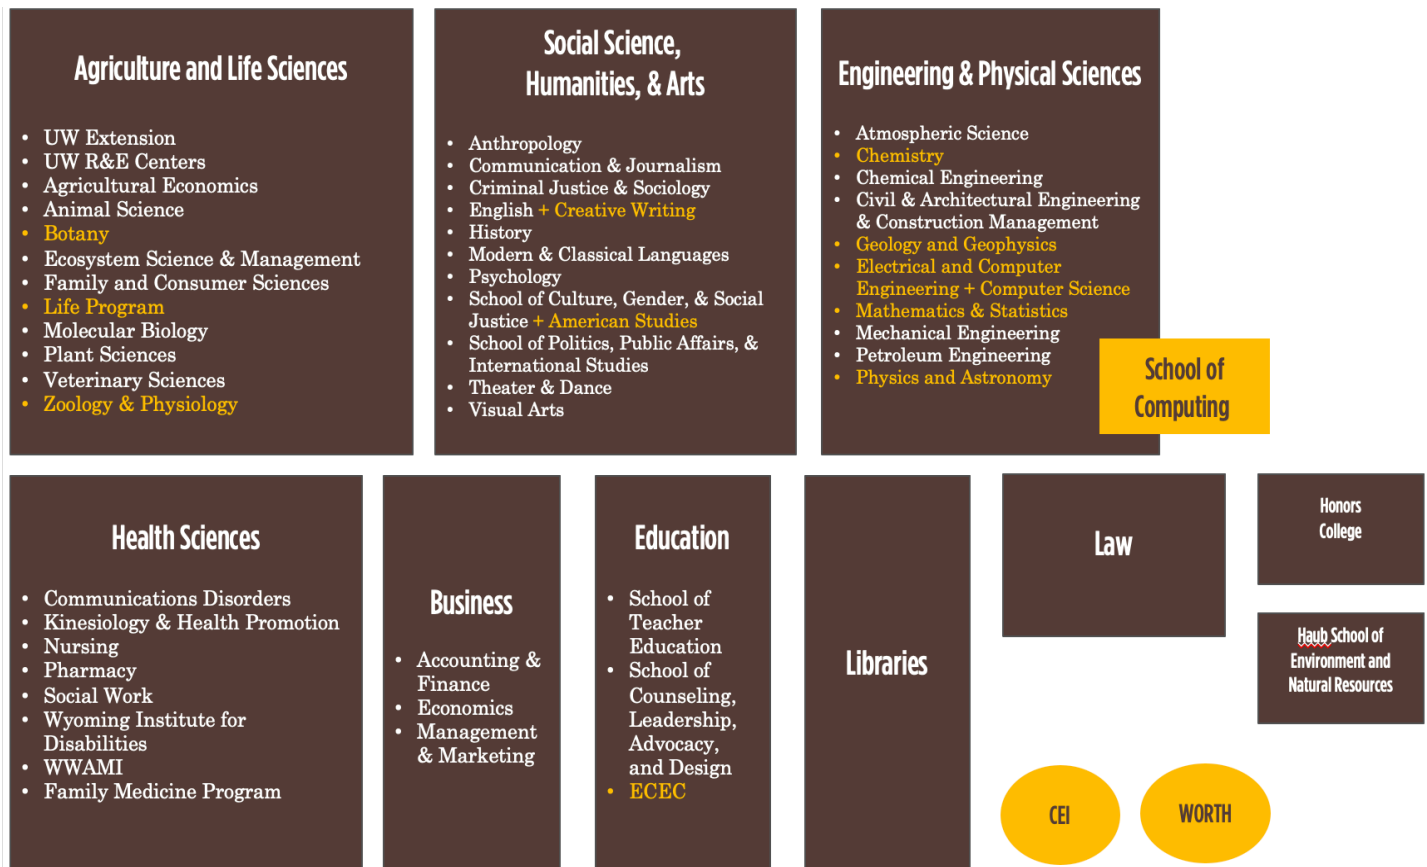 Agriculture and Life Sciences
• UW Extension
• UW R&E Centers
• Agricultural Economics
• Animal Science
• Botany
• Ecosystem Science & Management
• Family and Consumer Sciences
• Life Program
• Molecular Biology
• Plant Sciences
• Veterinary Sciences
• Zoology & Physiology
Social Science,
Humanities, & Arts
• Anthropology
• Communication & Journalism
• Criminal Justice & Sociology
• English + Creative Writing
• History
• Modern & Classical Languages
• Psychology
• School of Culture, Gender, & Social
Justice + American Studies
• School of Politics, Public Affairs, &
International Studies
• Theater & Dance
• Visual Arts
Engineering & Physical Sciences
• Atmospheric Science
• Chemistry
• Chemical Engineering
• Civil & Architectural Engineering
& Construction Management
• Geology and Geophysics
• Electrical and Computer
Engineering + Computer Science
• Mathematics & Statistics
• Mechanical Engineering
• Petroleum Engineering
• Physics and Astronomy
School of
Computing
Health Sciences
• Communications Disorders
• Kinesiology & Health Promotion
• Nursing
• Pharmacy
• Social Work
• Wyoming Institute for
Disabilities
• WWAMI
• Family Medicine Program
Business
• Accounting &
Finance
• Economics
• Management
& Marketing
Education
• School of
Teacher
Education
• School of
Counseling,
Leadership,
Advocacy,
and Design
• ECEC
Libraries
Law
Honors
College
Haub School of
Environment and
Natural Resources
CEI
WORTH